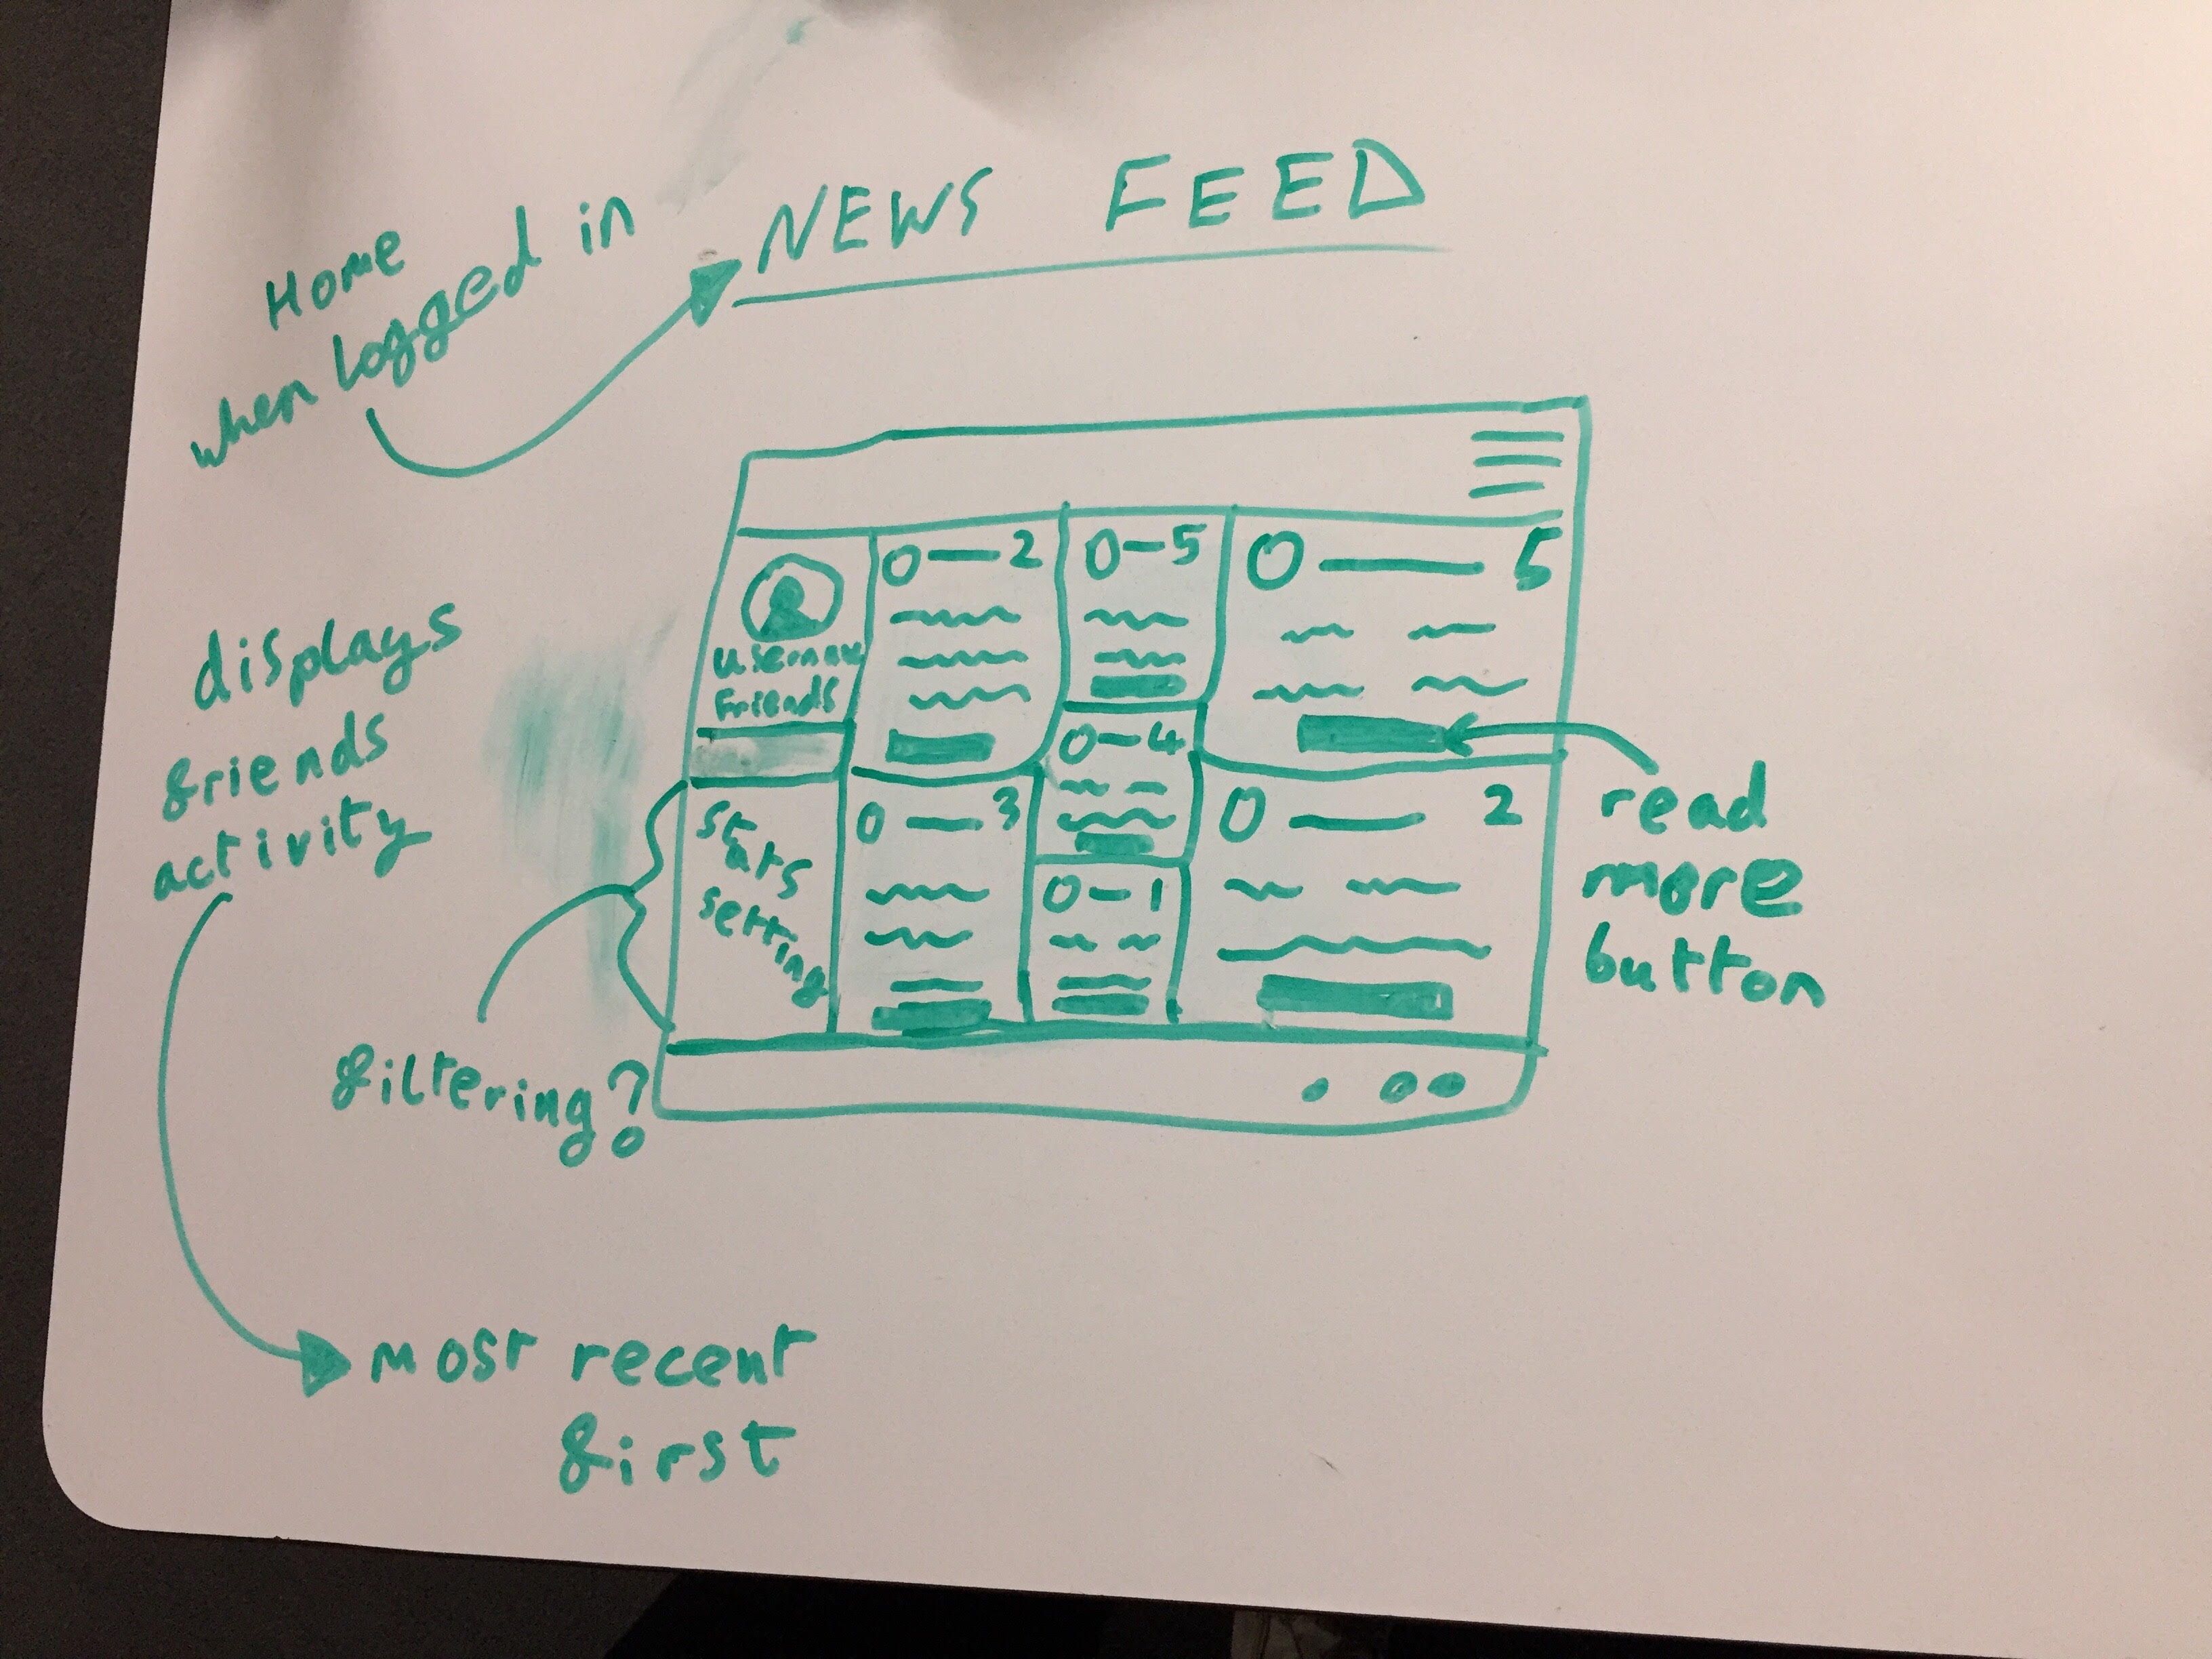 NEWS FEED
Home
when logged in
displays
friends
activity
most recent
first
filtering?
Friends
stats
setting
0—2
0—5
0—5
0—4
0—3
0—1
0—2
read
more
button